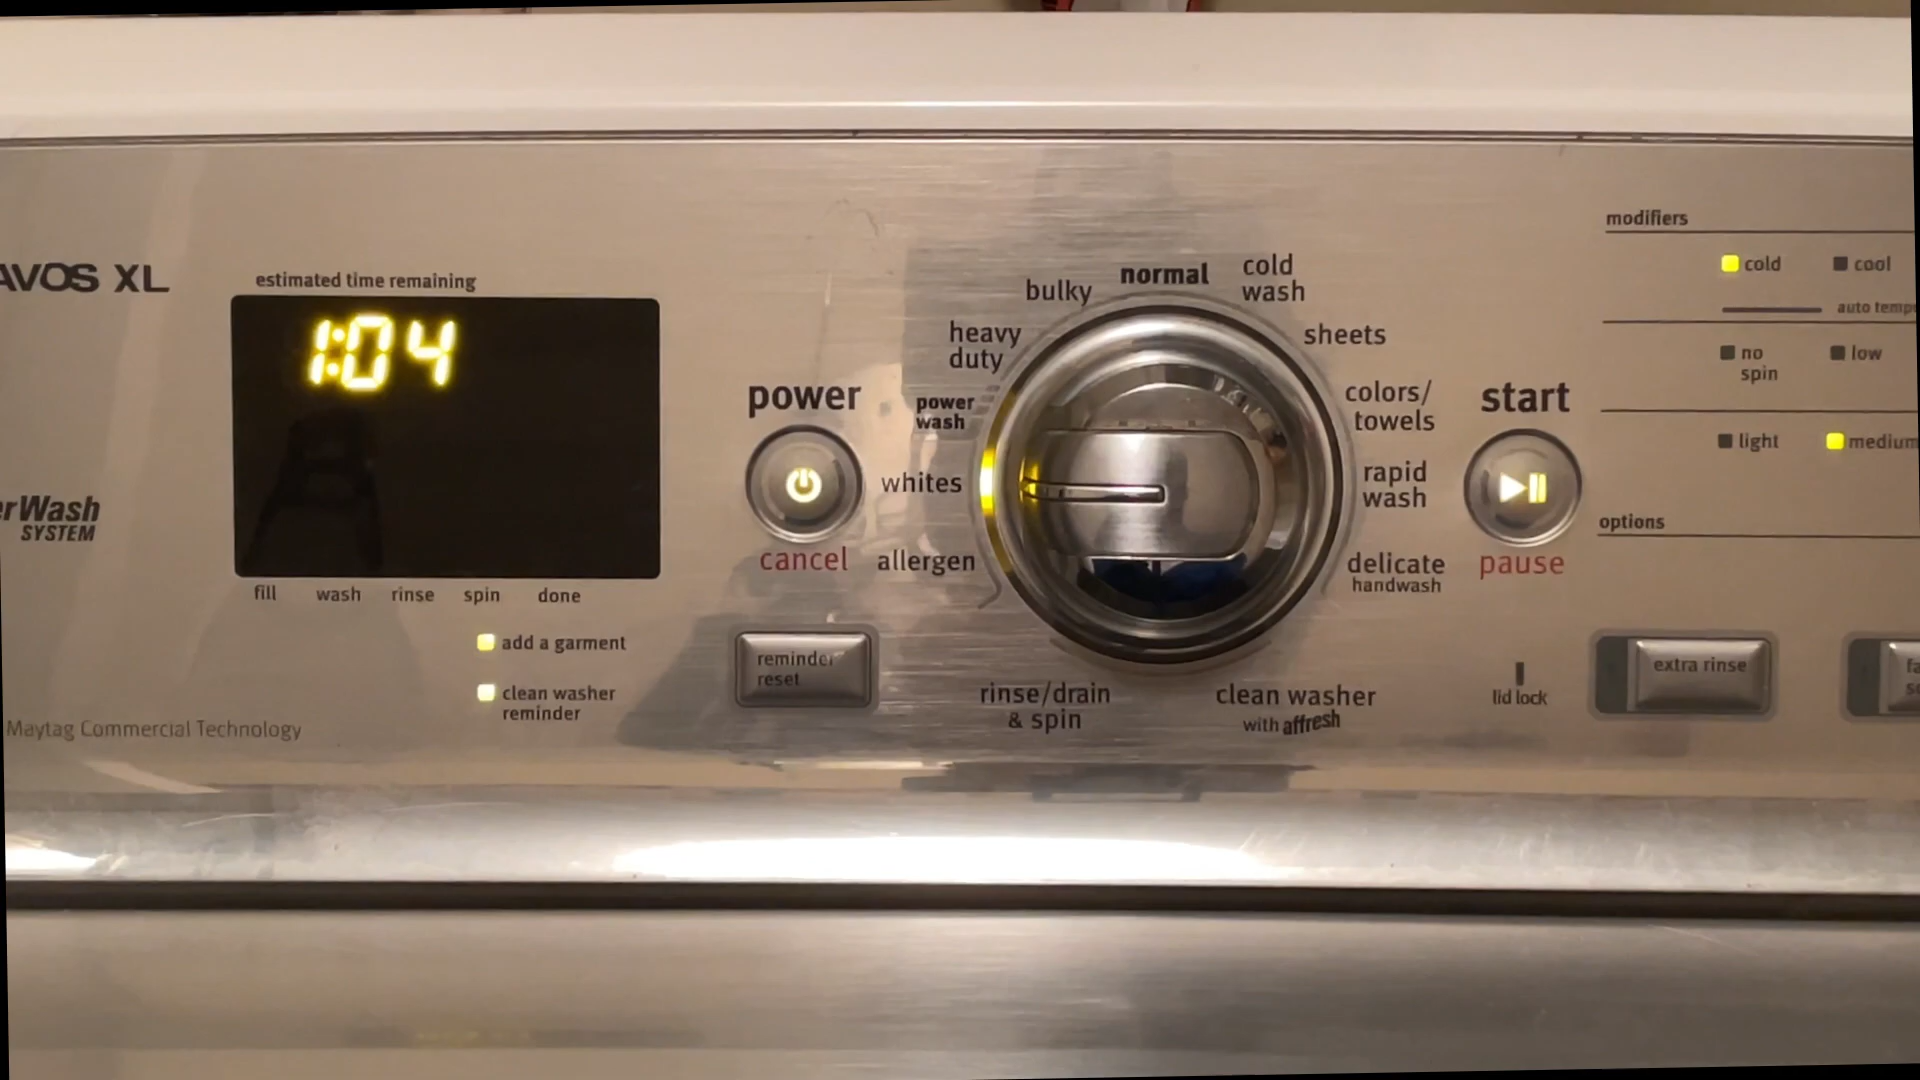 AVOS XL
erWash
SYSTEM
Maytag Commercial Technology
estimated time remaining
1:04
fill wash rinse spin done
add a garment
clean washer
reminder
power
cancel
reminder
reset
normal
bulky
heavy
duty
power
wash
whites
allergen
rinse/drain
& spin
cold
wash
sheets
colors/
towels
rapid
wash
delicate
handwash
clean washer
with affresh
start
pause
lid lock
modifiers
cold cool
auto temp
no
spin
low
light medium
options
extra rinse